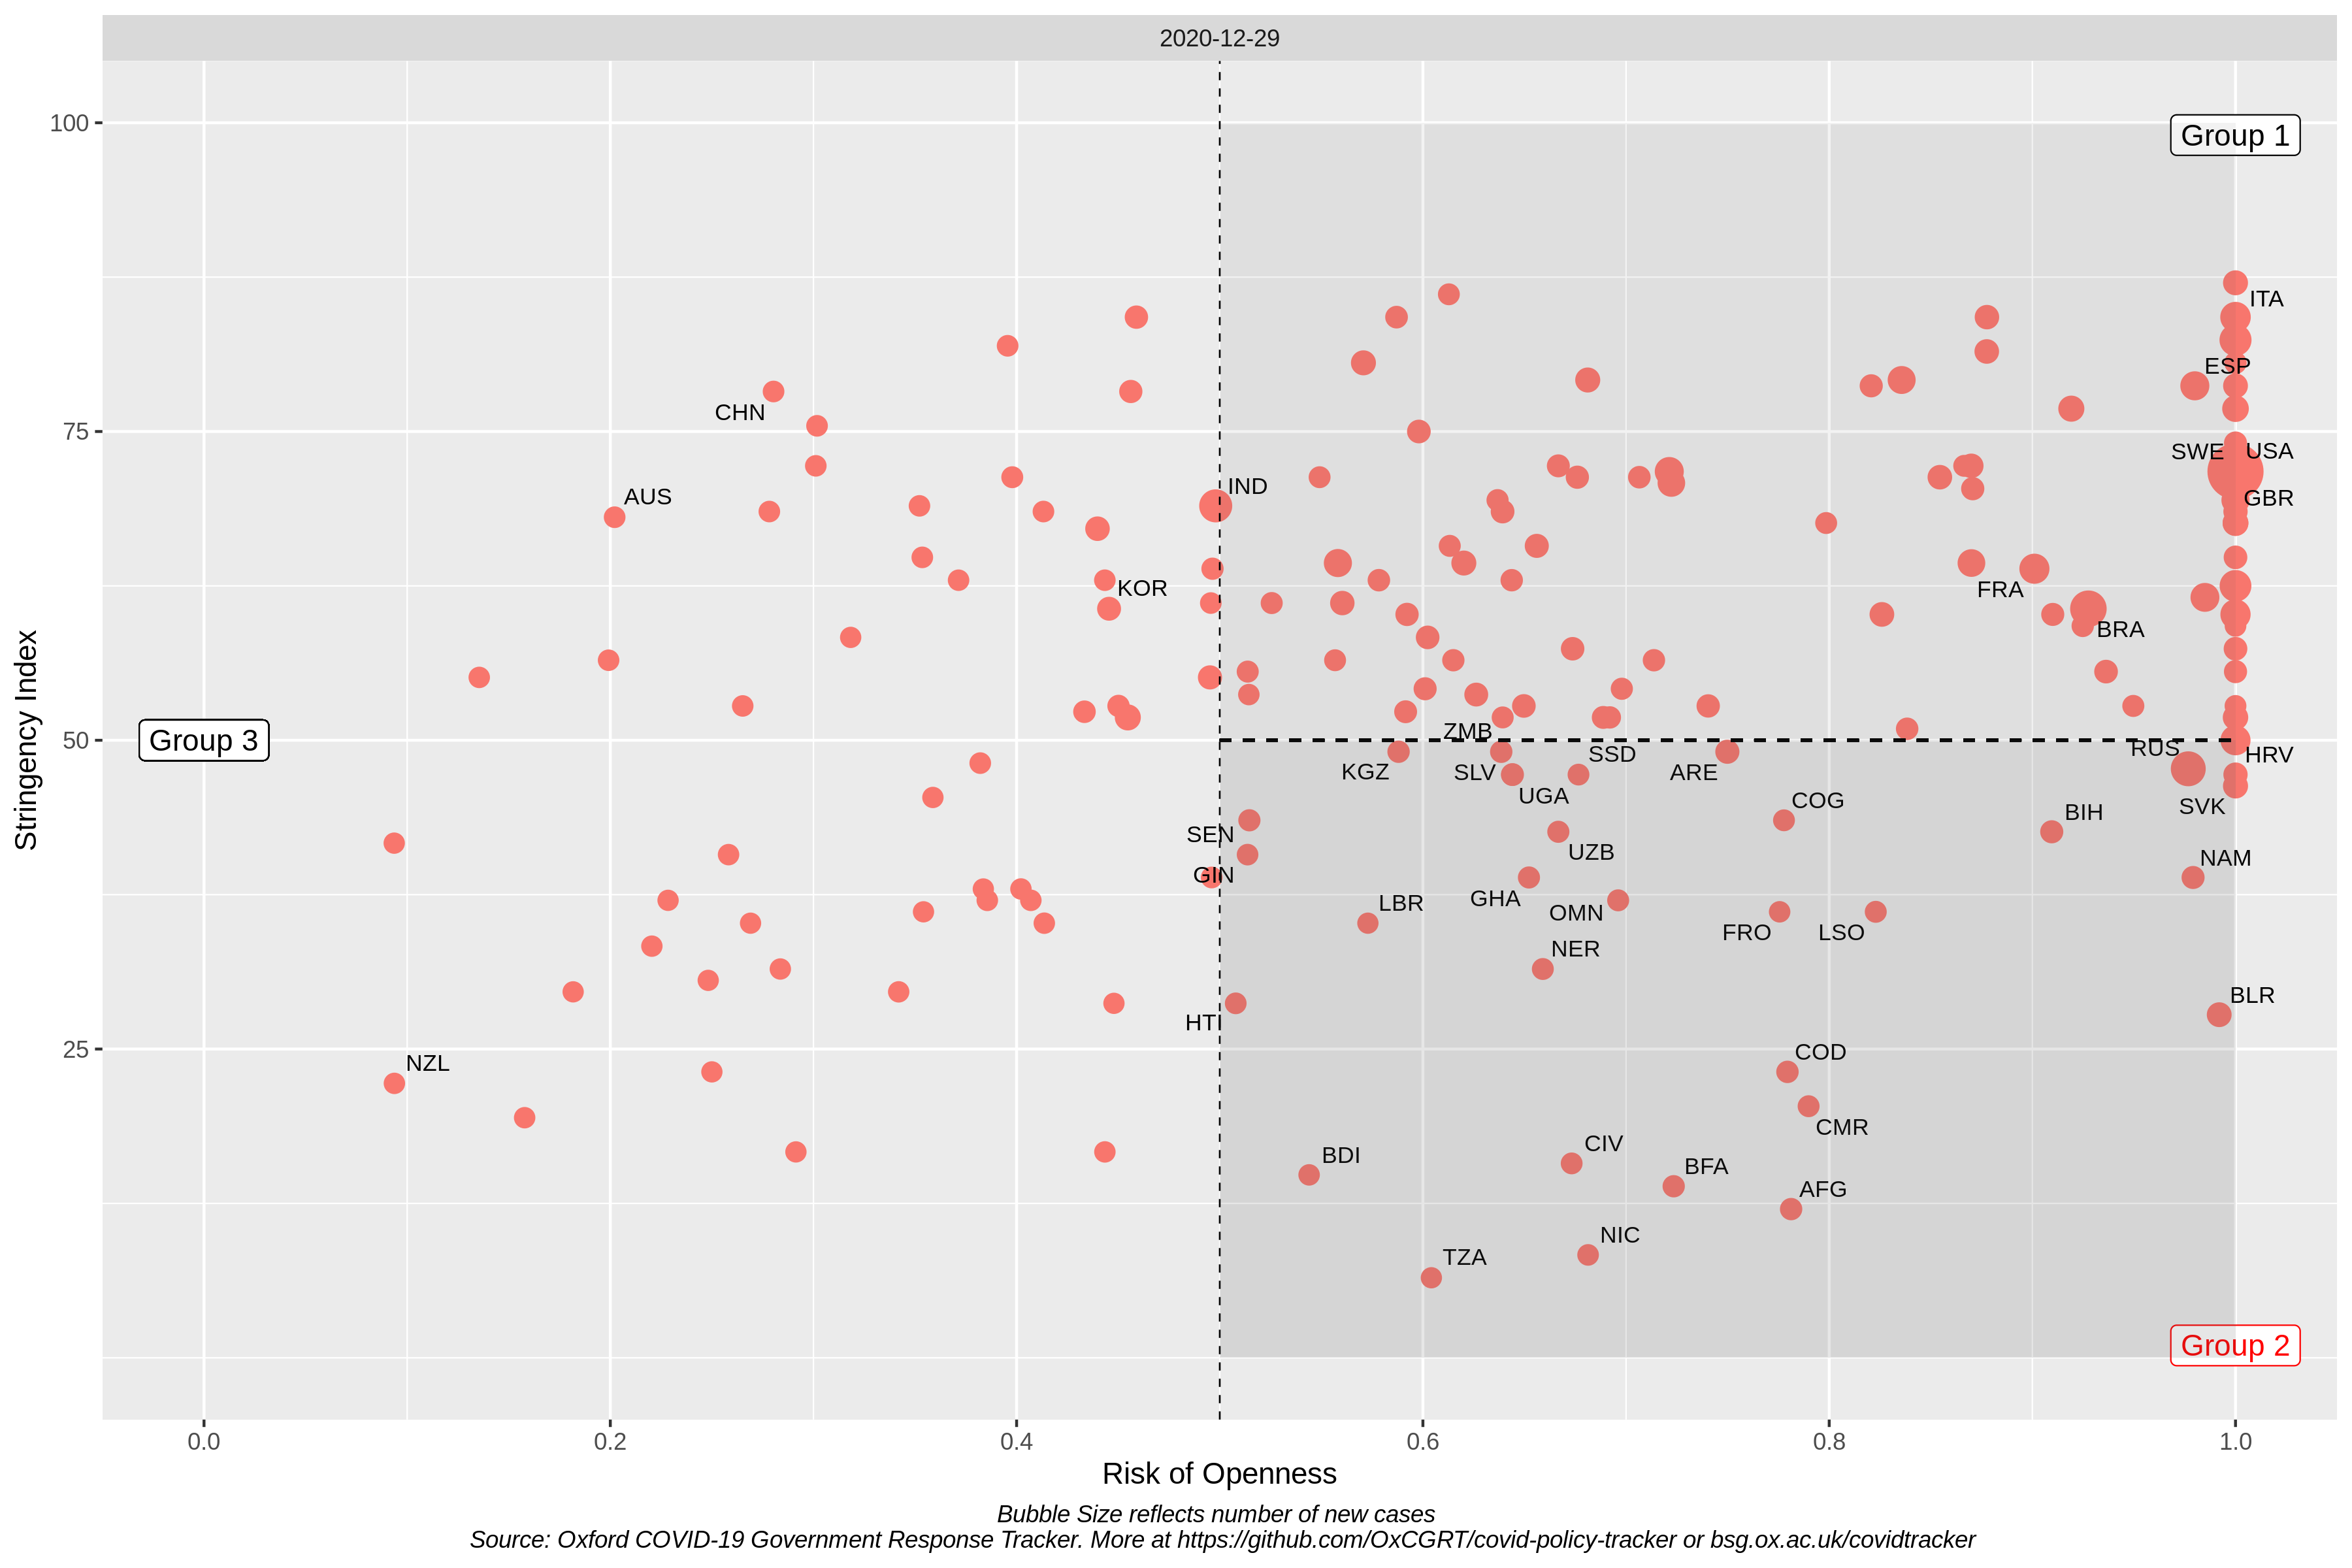 2020-12-29
100
Group 1
ITA
ESP
CHN
75
SWE
USA
AUS
IND
GBR
KOR
FRA
BRA
Stringency Index
Group 3
50
ZMB
RUS
HRV
SSD
KGZ
SLV
ARE
UGA
COG
SVK
BIH
SEN
UZB
NAM
GIN
GHA
LBR
OMN
FRO
LSO
NER
BLR
HTI
25
NZL
COD
CMR
CIV
BDI
BFA
AFG
NIC
TZA
Group 2
0.0
0.2
0.4
0.6
0.8
1.0
Risk of Openness
Bubble Size reflects number of new cases
Source: Oxford COVID-19 Government Response Tracker. More at https://github.com/OxCGRT/covid-policy-tracker or bsg.ox.ac.uk/covidtracker